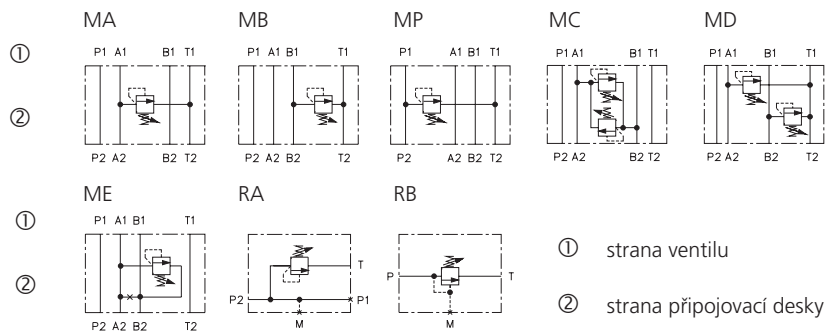 MA MB MP MC MD
① P1 A1 B1 T1 P1 A1 B1 T1 P1 A1 B1 T1 P1 A1 B1 T1 P1 A1 B1 T1
②
P2 A2 B2 T2 P2 A2 B2 T2 P2 A2 B2 T2 P2 A2 B2 T2 P2 A2 B2 T2
ME RA RB
① P1 A1 B1 T1
① strana ventilu
T P T
②
P2 P1
② strana připojovací desky
P2 A2 B2 T2 M M